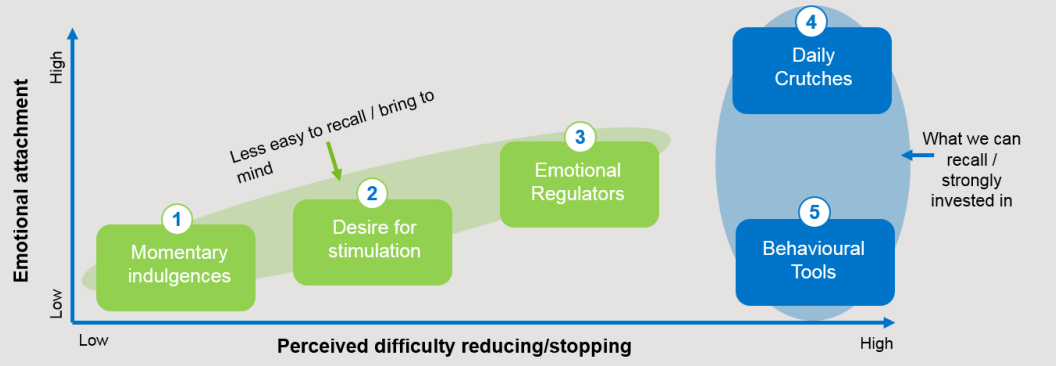 Emotional attachment
High
Low
Less easy to recall / bring to
mind
1
Momentary
indulgences
2
Desire for
stimulation
3
Emotional
Regulators
4
Daily
Crutches
5
Behavioural
Tools
What we can
recall /
strongly
invested in
Low
Perceived difficulty reducing/stopping
High